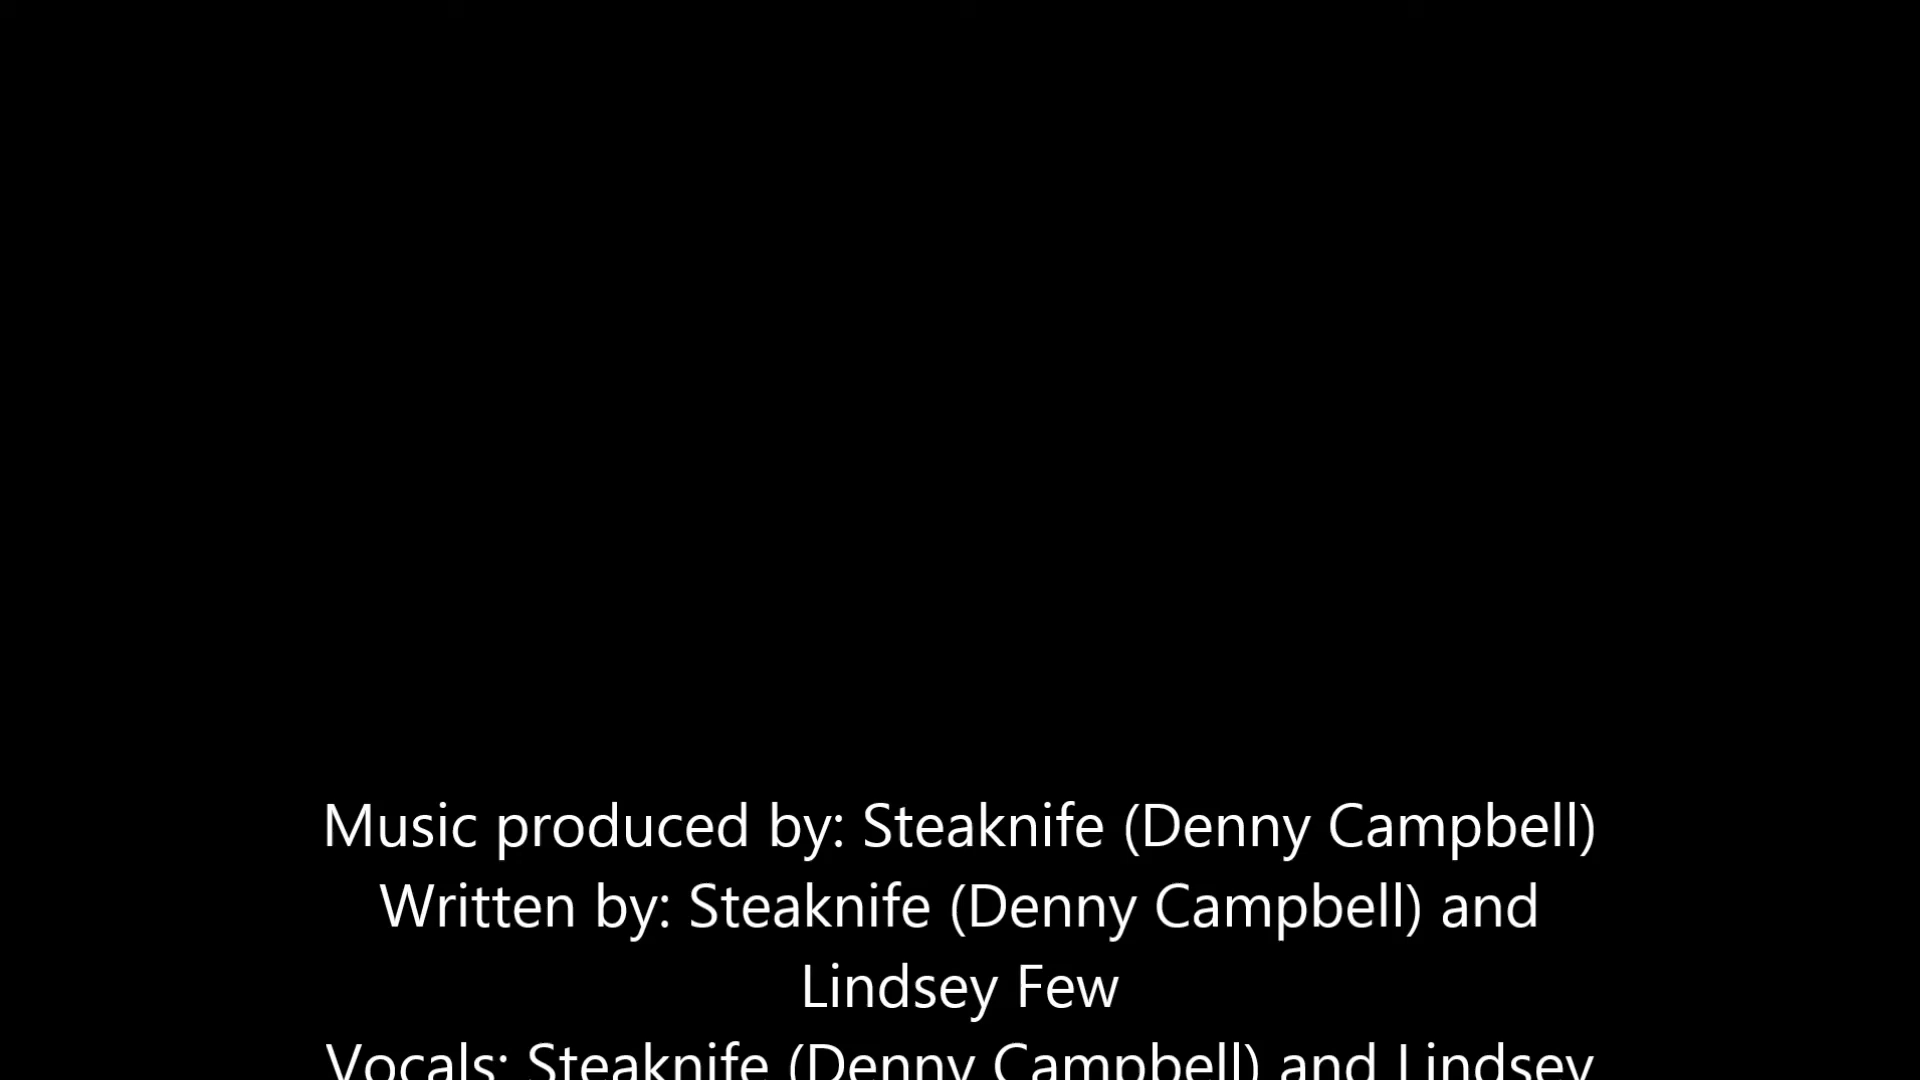 Music produced by: Steaknife (Denny Campbell)
Written by: Steaknife (Denny Campbell) and
Lindsey Few
Vocals: Steaknife (Denny Campbell) and Lindsey